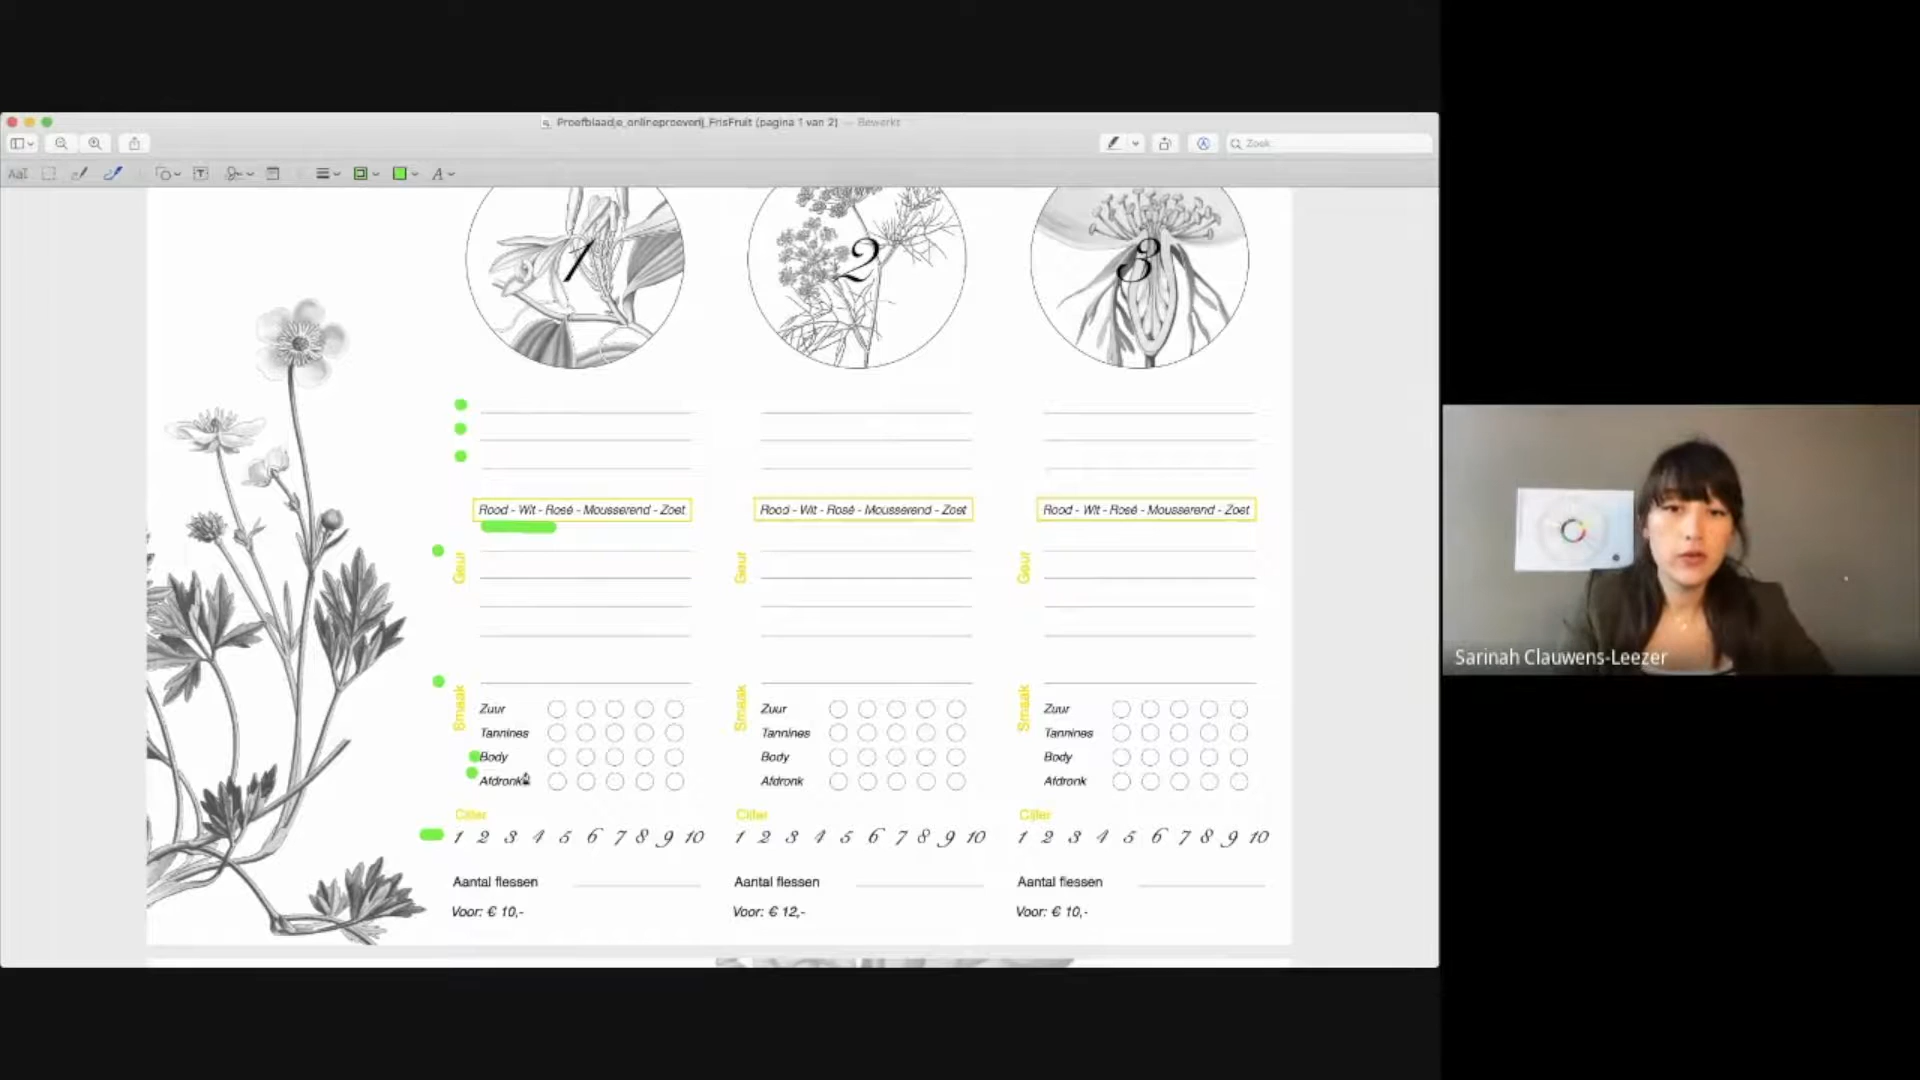 Proefblaadje_onlineproeverij_FrisFruit (pagina 1 van 2) — Bewerkt
Zoek
AaI
A
1 2 3
Rood - Wit - Rosé - Mousserend - Zoet Rood - Wit - Rosé - Mousserend - Zoet Rood - Wit - Rosé - Mousserend - Zoet
Geur Geur Geur
Smaak Smaak Smaak
Zuur Zuur Zuur
Tannines Tannines Tannines
Body Body Body
Afdronk Afdronk Afdronk
Cijfer Cijfer Cijfer
1 2 3 4 5 6 7 8 9 10 1 2 3 4 5 6 7 8 9 10 1 2 3 4 5 6 7 8 9 10
Aantal flessen Aantal flessen Aantal flessen
Voor: € 10,- Voor: € 12,- Voor: € 10,-
Sarinah Clauwens-Leezer